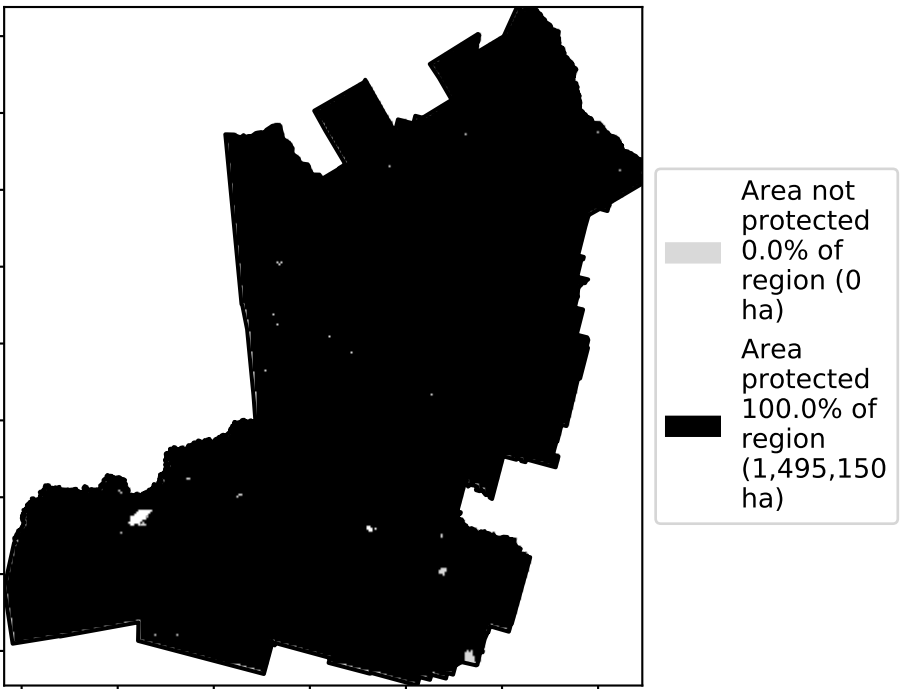 Area not
protected
0.0% of
region (0
ha)
Area
protected
100.0% of
region
(1,495,150
ha)